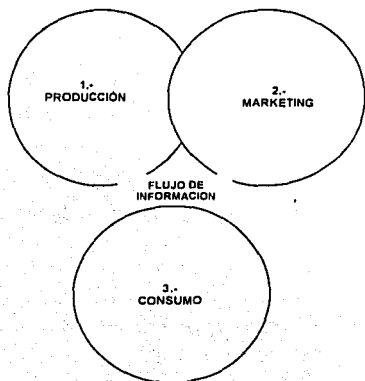 1.-
PRODUCCIÓN
2.-
MARKETING
FLUJO DE
INFORMACION
3.-
CONSUMO